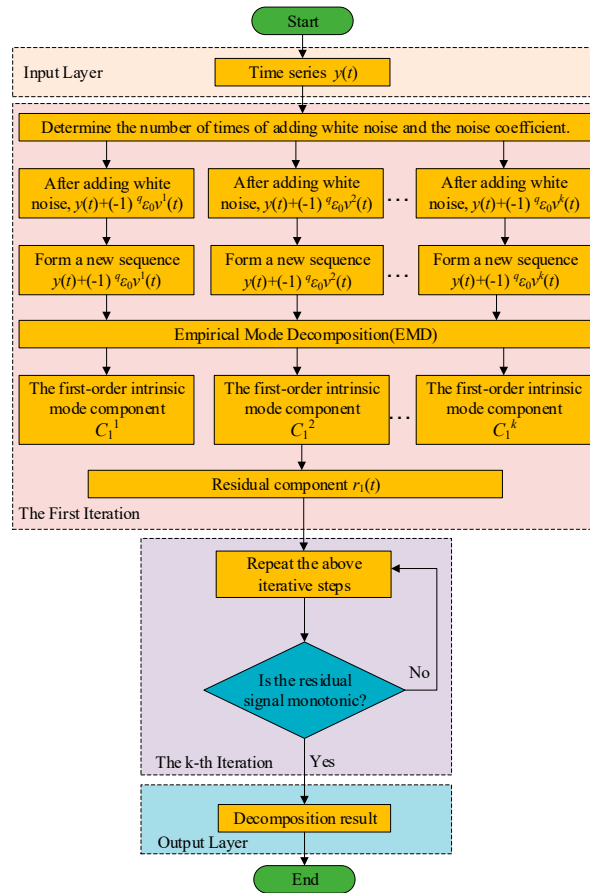 Start
Input Layer
Time series y(t)
Determine the number of times of adding white noise and the noise coefficient.
After adding white
noise, y(t)+(-1) ^qε₀v¹(t)
After adding white
noise, y(t)+(-1) ^qε₀v²(t)
...
After adding white
noise, y(t)+(-1) ^qε₀v^k(t)
Form a new sequence
y(t)+(-1) ^qε₀v¹(t)
Form a new sequence
y(t)+(-1) ^qε₀v²(t)
...
Form a new sequence
y(t)+(-1) ^qε₀v^k(t)
Empirical Mode Decomposition(EMD)
The first-order intrinsic
mode component
C₁¹
The first-order intrinsic
mode component
C₁²
...
The first-order intrinsic
mode component
C₁^k
Residual component r₁(t)
The First Iteration
Repeat the above
iterative steps
Is the residual
signal monotonic?
No
The k-th Iteration
Yes
Decomposition result
Output Layer
End